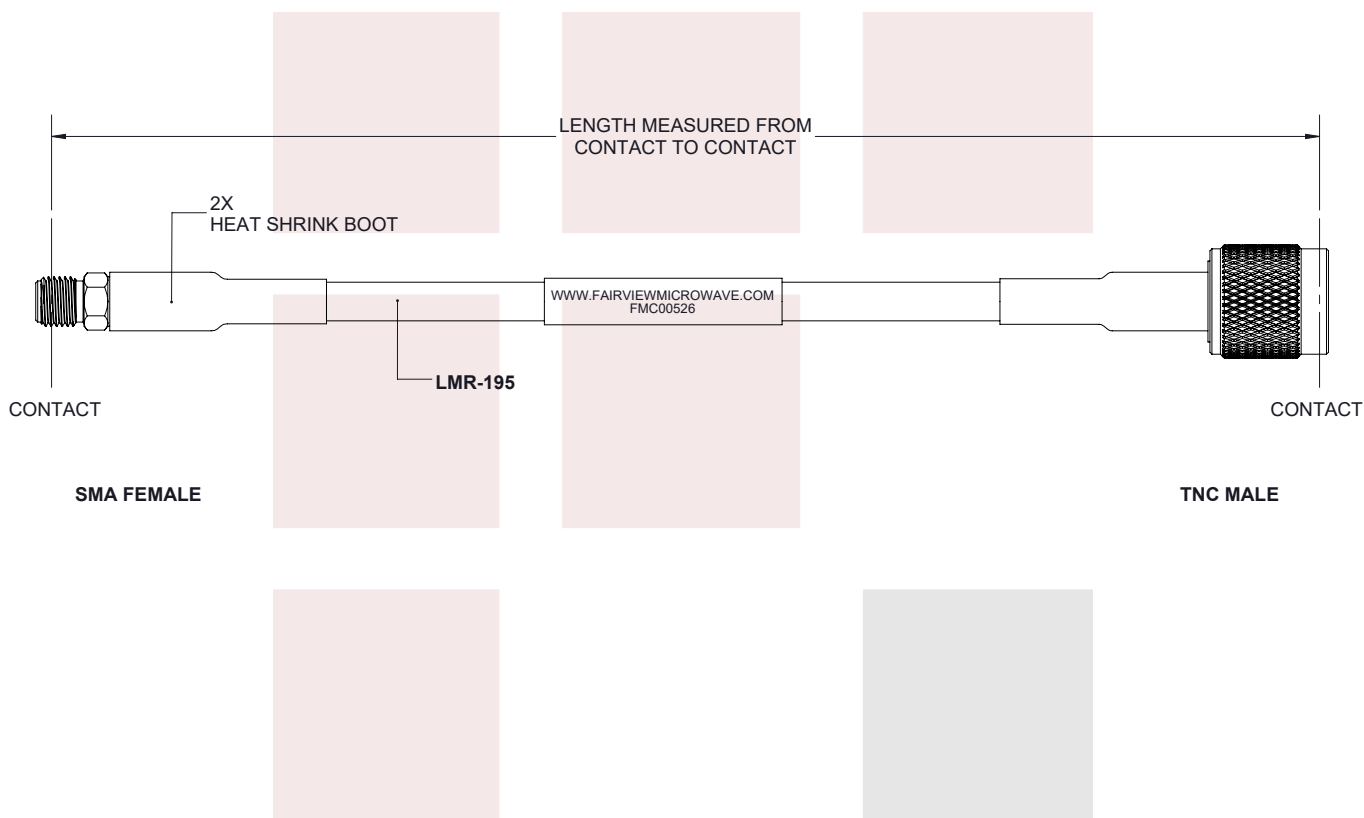 LENGTH MEASURED FROM
CONTACT TO CONTACT
2X
HEAT SHRINK BOOT
WWW.FAIRVIEWMICROWAVE.COM
FMC00526
LMR-195
CONTACT
CONTACT
SMA FEMALE
TNC MALE